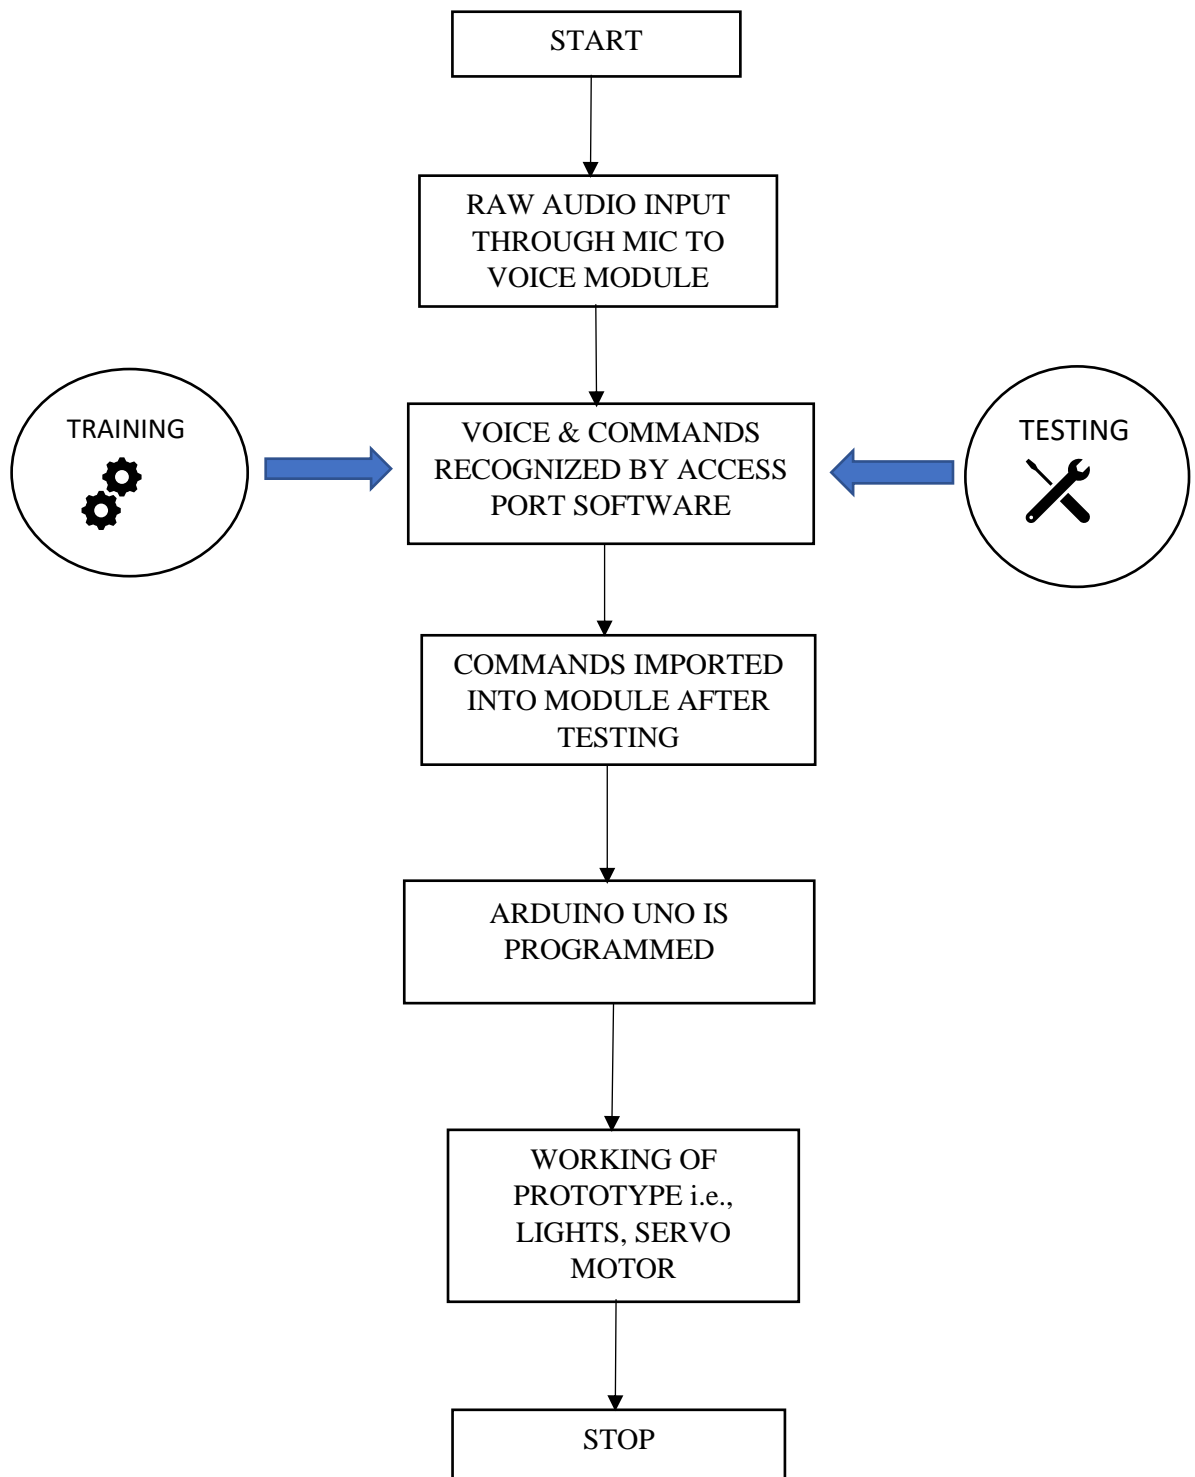 START
RAW AUDIO INPUT
THROUGH MIC TO
VOICE MODULE
TRAINING
VOICE & COMMANDS
RECOGNIZED BY ACCESS
PORT SOFTWARE
TESTING
COMMANDS IMPORTED
INTO MODULE AFTER
TESTING
ARDUINO UNO IS
PROGRAMMED
WORKING OF
PROTOTYPE i.e.,
LIGHTS, SERVO
MOTOR
STOP